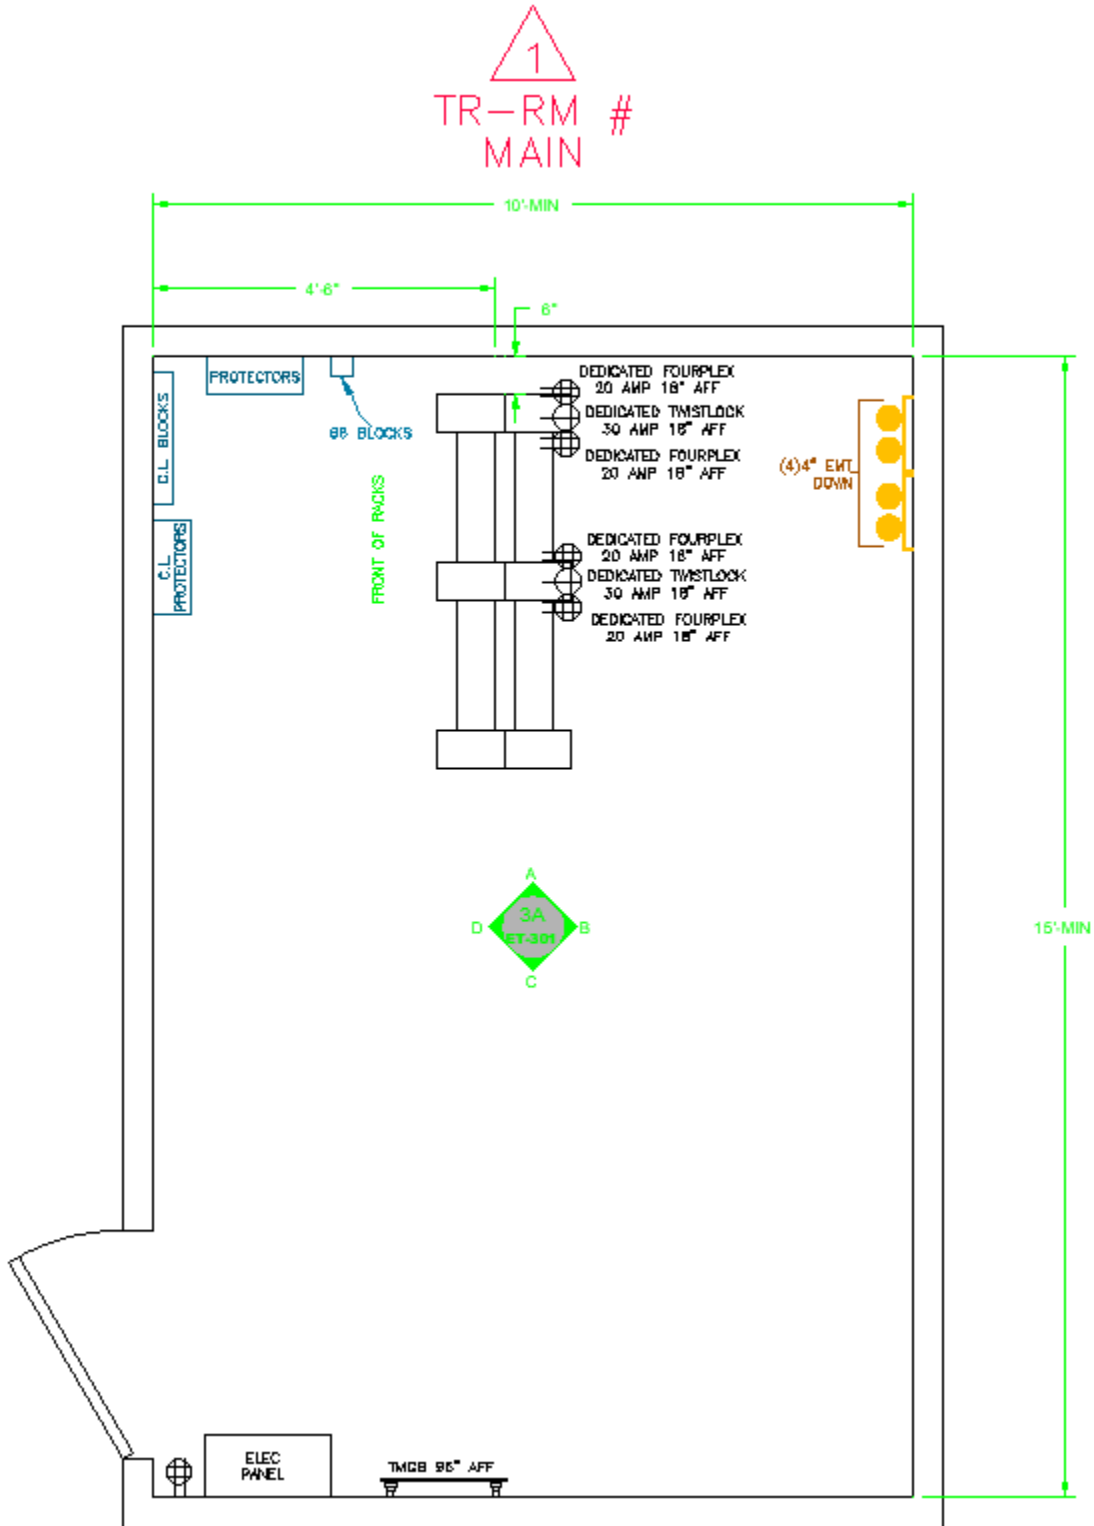 1
TR-RM #
MAIN
10'-MIN
4'-6"
6"
PROTECTORS
66 BLOCKS
C.L. BLOCKS
C.L.
PROTECTORS
FRONT OF RACKS
DEDICATED FOURPLEX
20 AMP 18" AFF
DEDICATED TWISTLOCK
30 AMP 18" AFF
DEDICATED FOURPLEX
20 AMP 18" AFF
(4)4" EMT
DOWN
DEDICATED FOURPLEX
20 AMP 18" AFF
DEDICATED TWISTLOCK
30 AMP 18" AFF
DEDICATED FOURPLEX
20 AMP 18" AFF
A
3A
D
B
ET-301
C
15'-MIN
ELEC
PANEL
TMGB 96" AFF